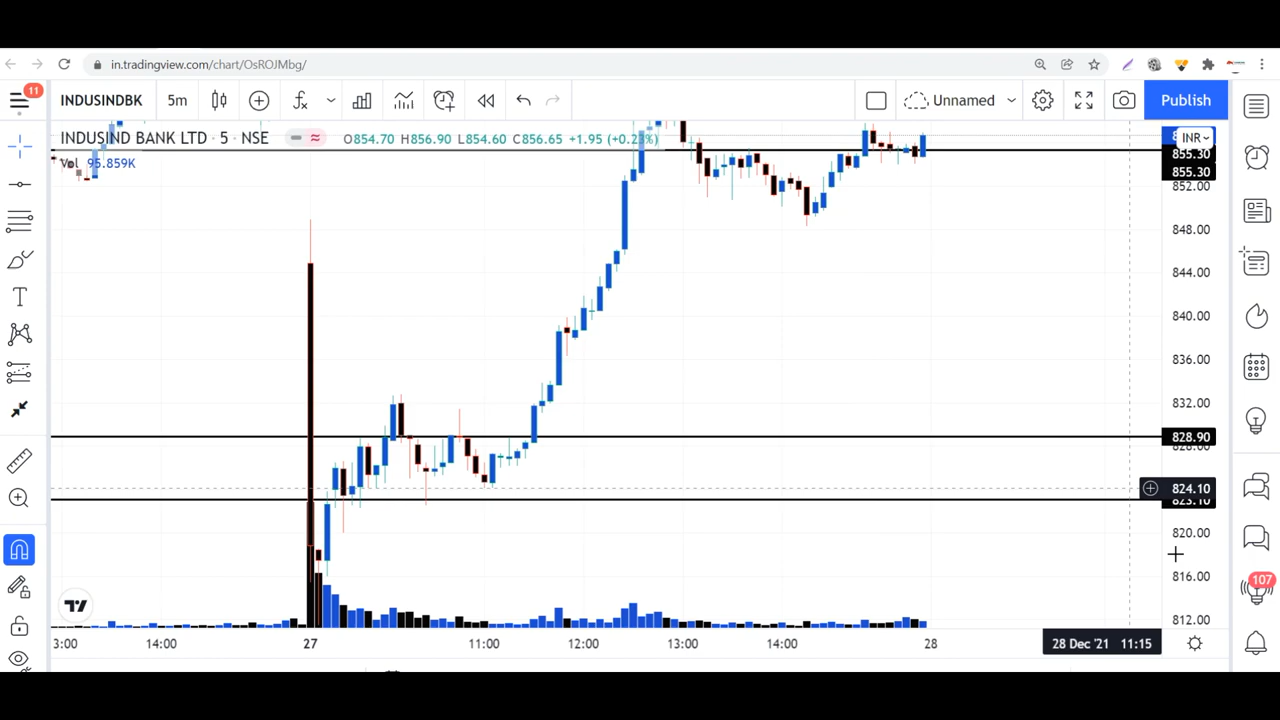 in.tradingview.com/chart/OsROJMbg/
11
INDUSINDBK
5m
Unnamed
Publish
INDUSIND BANK LTD · 5 · NSE
O854.70 H856.90 L854.60 C856.65 +1.95 (+0.23%)
INR
Vol 95.859K
855.30
855.30
852.00
848.00
844.00
840.00
836.00
832.00
828.90
828.00
824.10
823.10
820.00
816.00
812.00
107
3:00
14:00
27
11:00
12:00
13:00
14:00
28
28 Dec '21 11:15